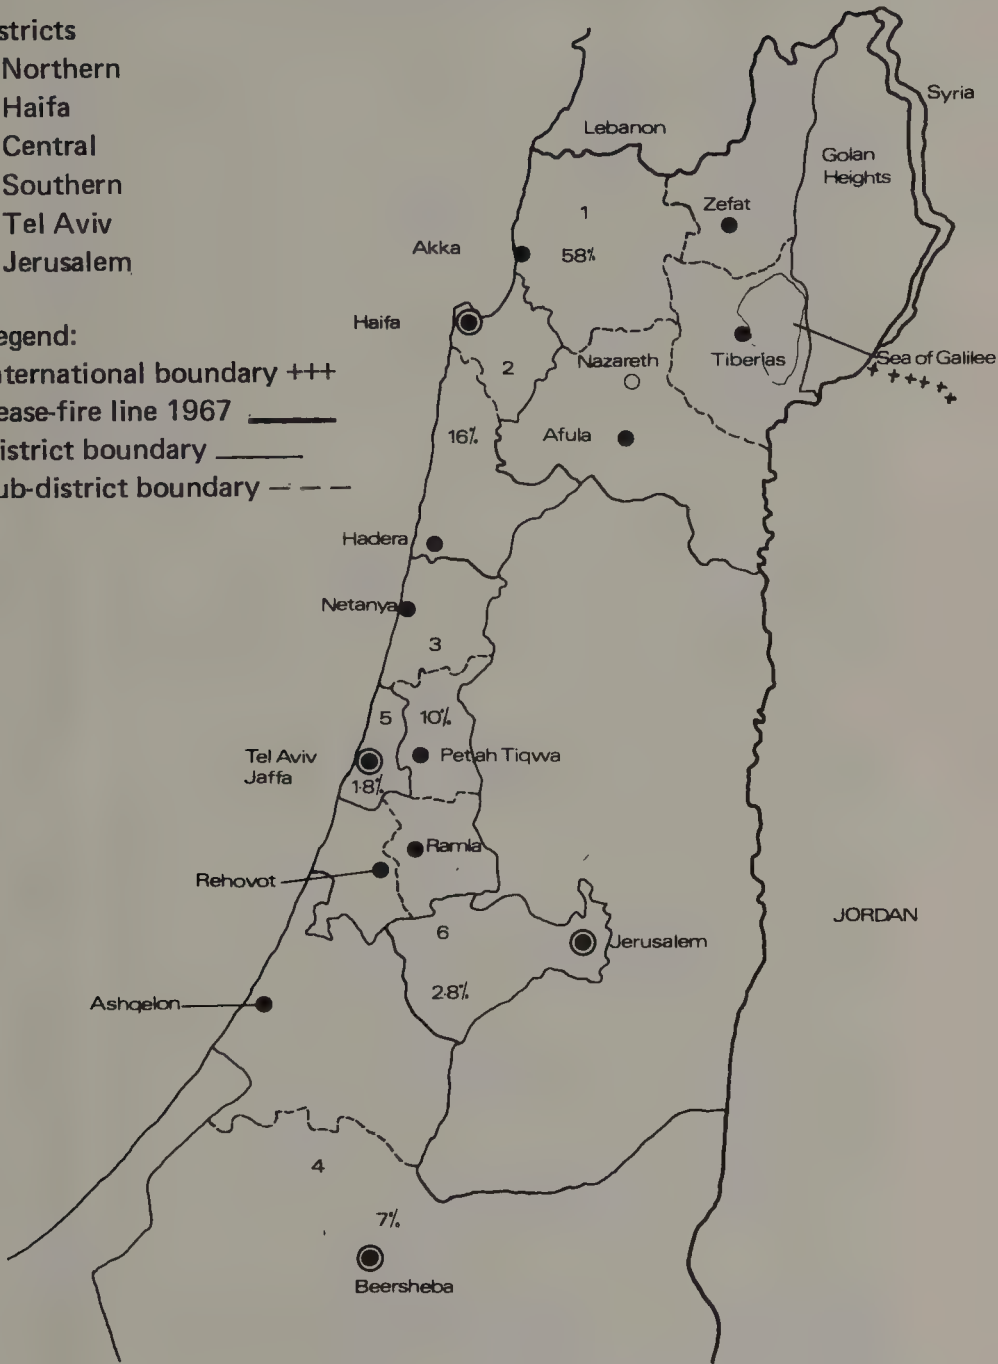 stricts
Northern
Haifa
Central
Southern
Tel Aviv
Jerusalem
egend:
nternational boundary +++
ease-fire line 1967
istrict boundary
ub-district boundary
Syria
Lebanon
Golan
Heights
1
Zefat
Akka
58%
Haifa
Nazareth
Tiberias
Sea of Galilee
2
16%
Afula
Hadera
Netanya
3
5
10%
Tel Aviv
Jaffa
Petah Tiqwa
1·8%
Ramla
Rehovot
6
Jerusalem
JORDAN
2·8%
Ashqelon
4
7%
Beersheba